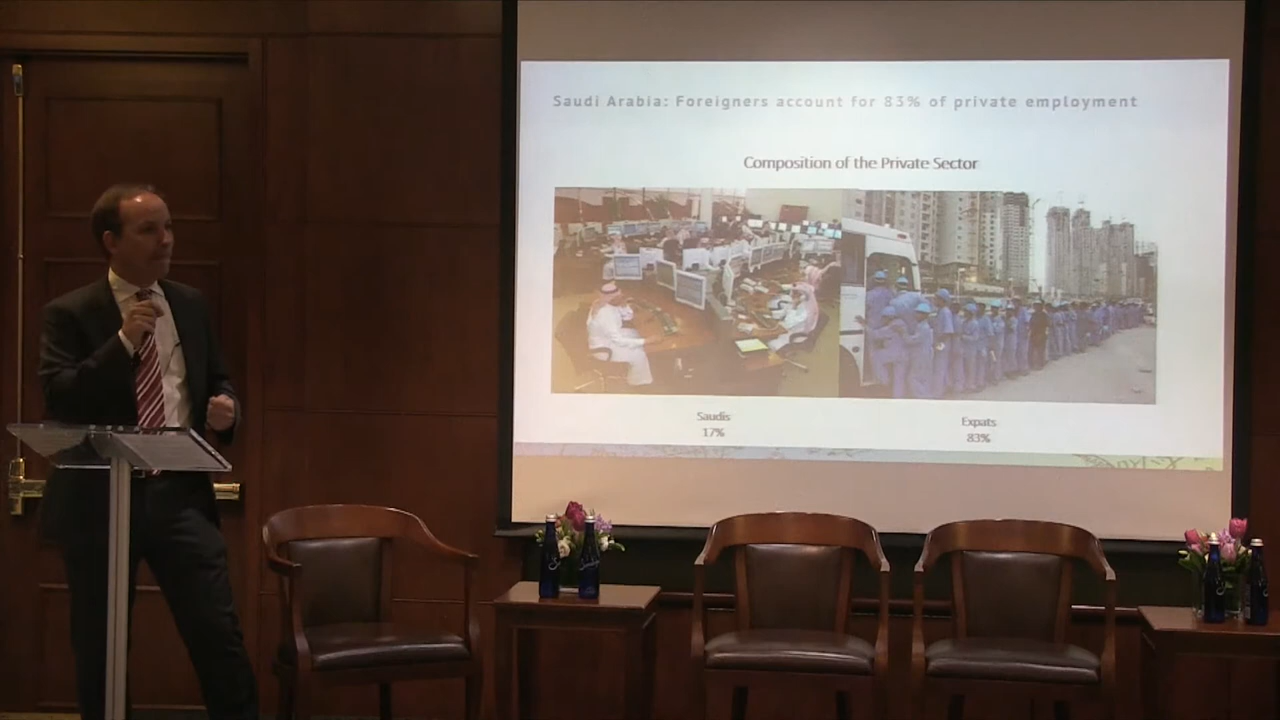 Saudi Arabia: Foreigners account for 83% of private employment
Composition of the Private Sector
Saudis
17%
Expats
83%